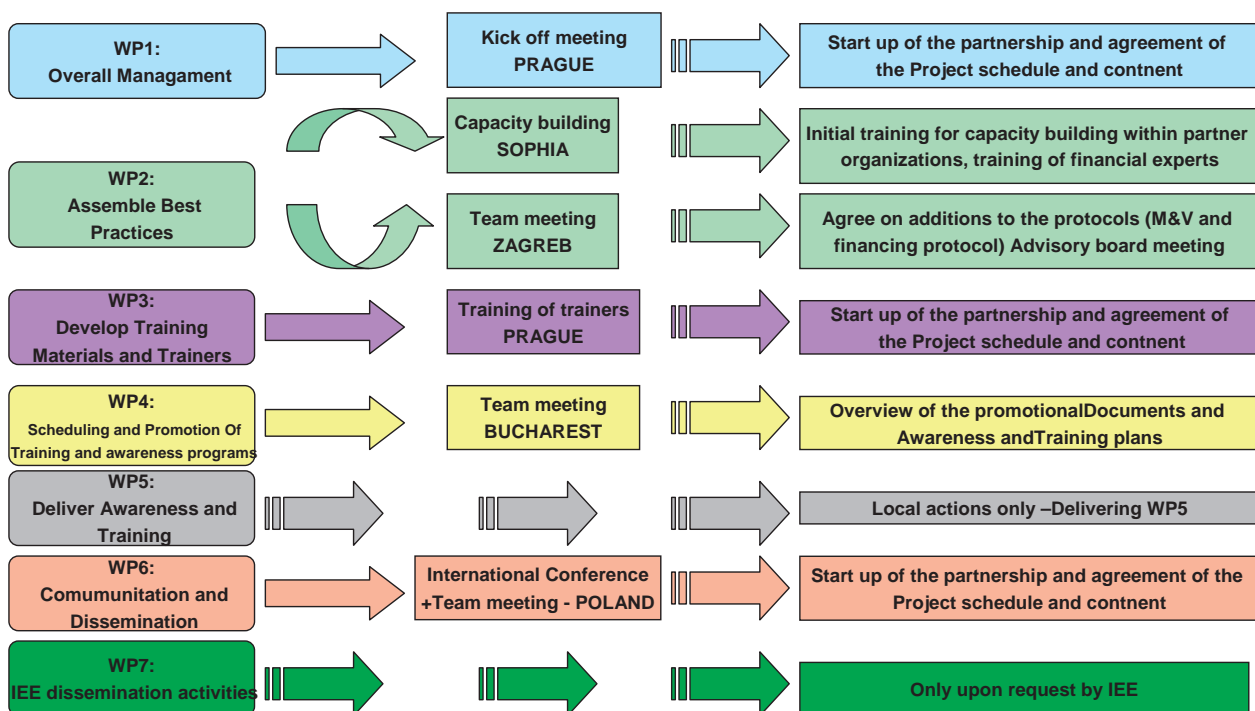 WP1:
Overall Managament
Kick off meeting
PRAGUE
Start up of the partnership and agreement of
the Project schedule and contnent
WP2:
Assemble Best
Practices
Capacity building
SOPHIA
Initial training for capacity building within partner
organizations, training of financial experts
Team meeting
ZAGREB
Agree on additions to the protocols (M&V and
financing protocol) Advisory board meeting
WP3:
Develop Training
Materials and Trainers
Training of trainers
PRAGUE
Start up of the partnership and agreement of
the Project schedule and contnent
WP4:
Scheduling and Promotion Of
Training and awareness programs
Team meeting
BUCHAREST
Overview of the promotionalDocuments and
Awareness andTraining plans
WP5:
Deliver Awareness and
Training
Local actions only –Delivering WP5
WP6:
Comumunitation and
Dissemination
International Conference
+Team meeting - POLAND
Start up of the partnership and agreement of the
Project schedule and contnent
WP7:
IEE dissemination activities
Only upon request by IEE